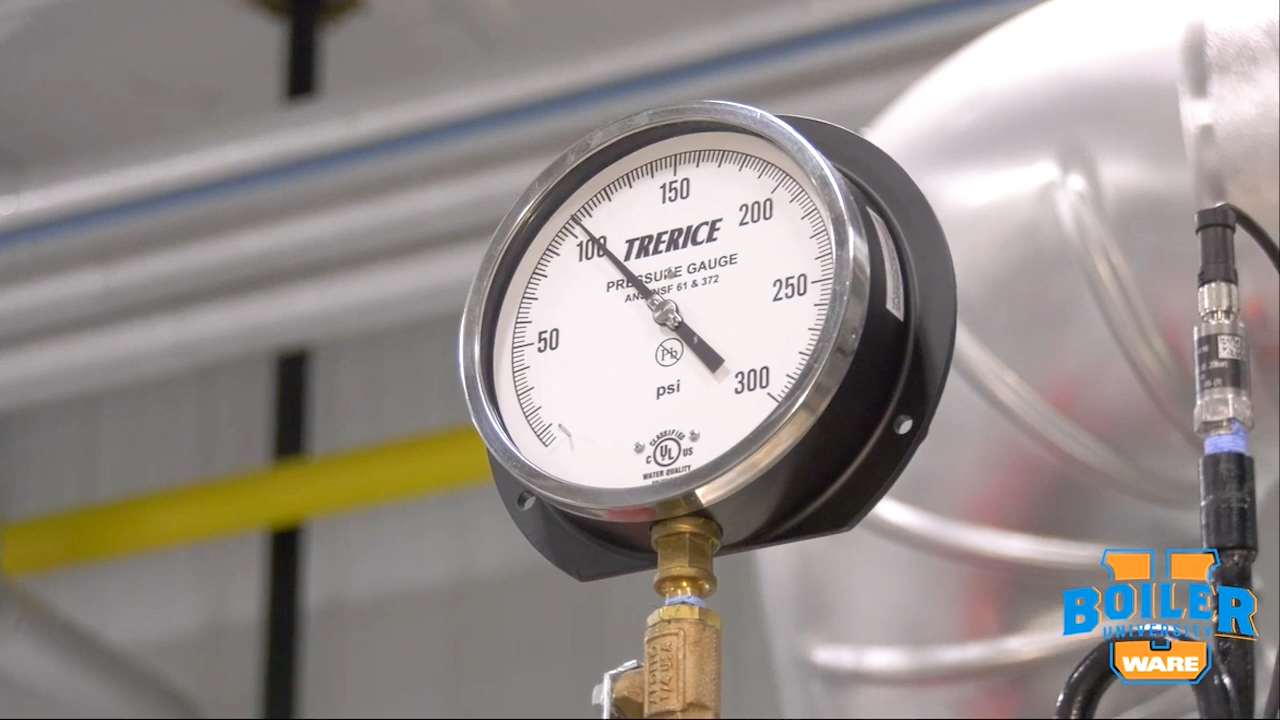 150
200
100
TRERICE
PRESSURE GAUGE
ANSI/NSF 61 & 372
250
50
Pb
psi
300
CLASSIFIED
C UL US
WATER QUALITY
BOILER
UNIVERSITY
WARE